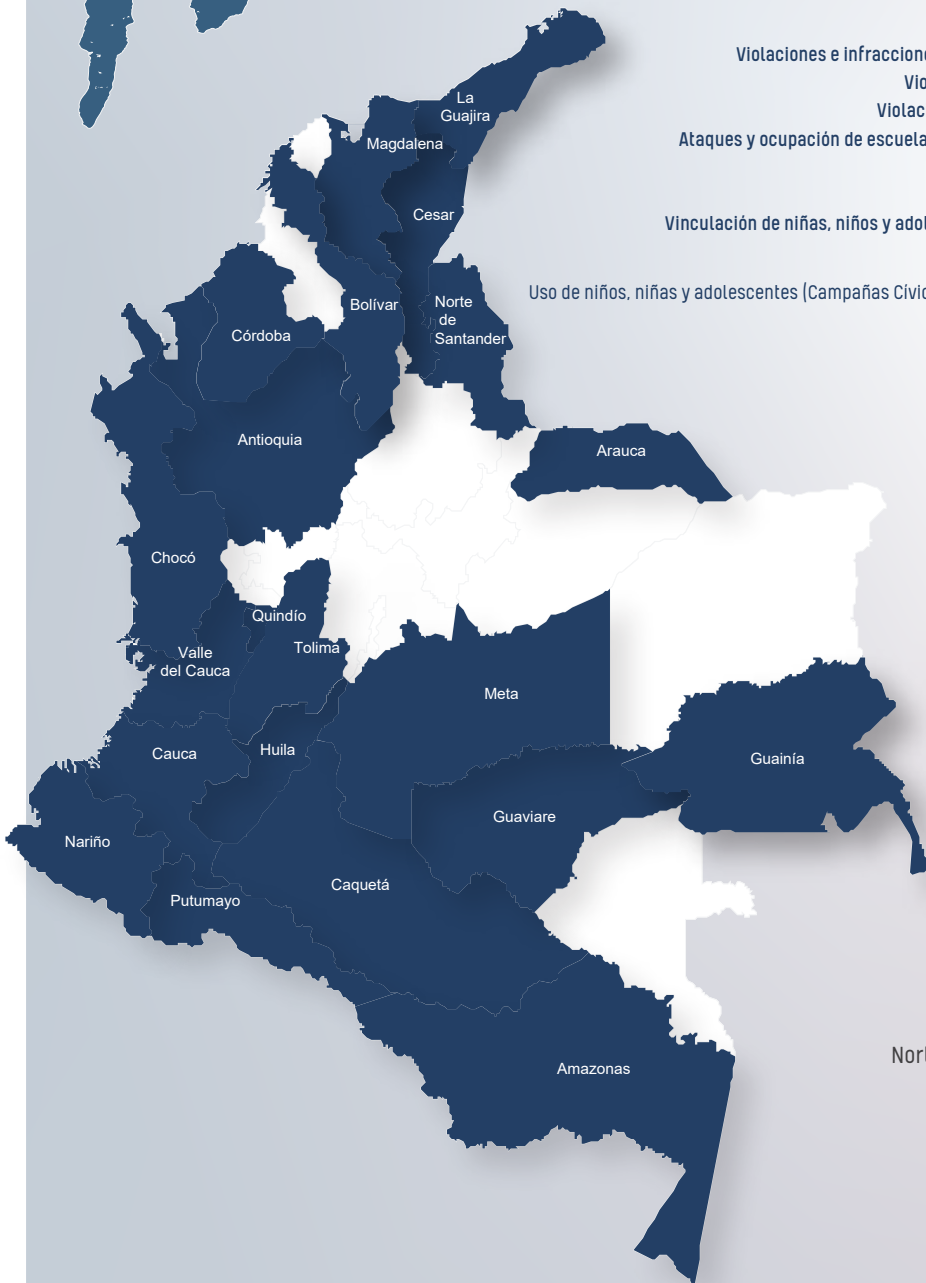 Violaciones e infracciones
Vio
Violac
Ataques y ocupación de escuela
Vinculación de niñas, niños y adol
Uso de niños, niñas y adolescentes (Campañas Cívic
La
Guajira
Magdalena
Cesar
Bolívar
Norte
de
Santander
Córdoba
Antioquia
Arauca
Chocó
Quindío
Tolima
Valle
del Cauca
Meta
Cauca
Huila
Guainía
Guaviare
Nariño
Caquetá
Putumayo
Nort
Amazonas